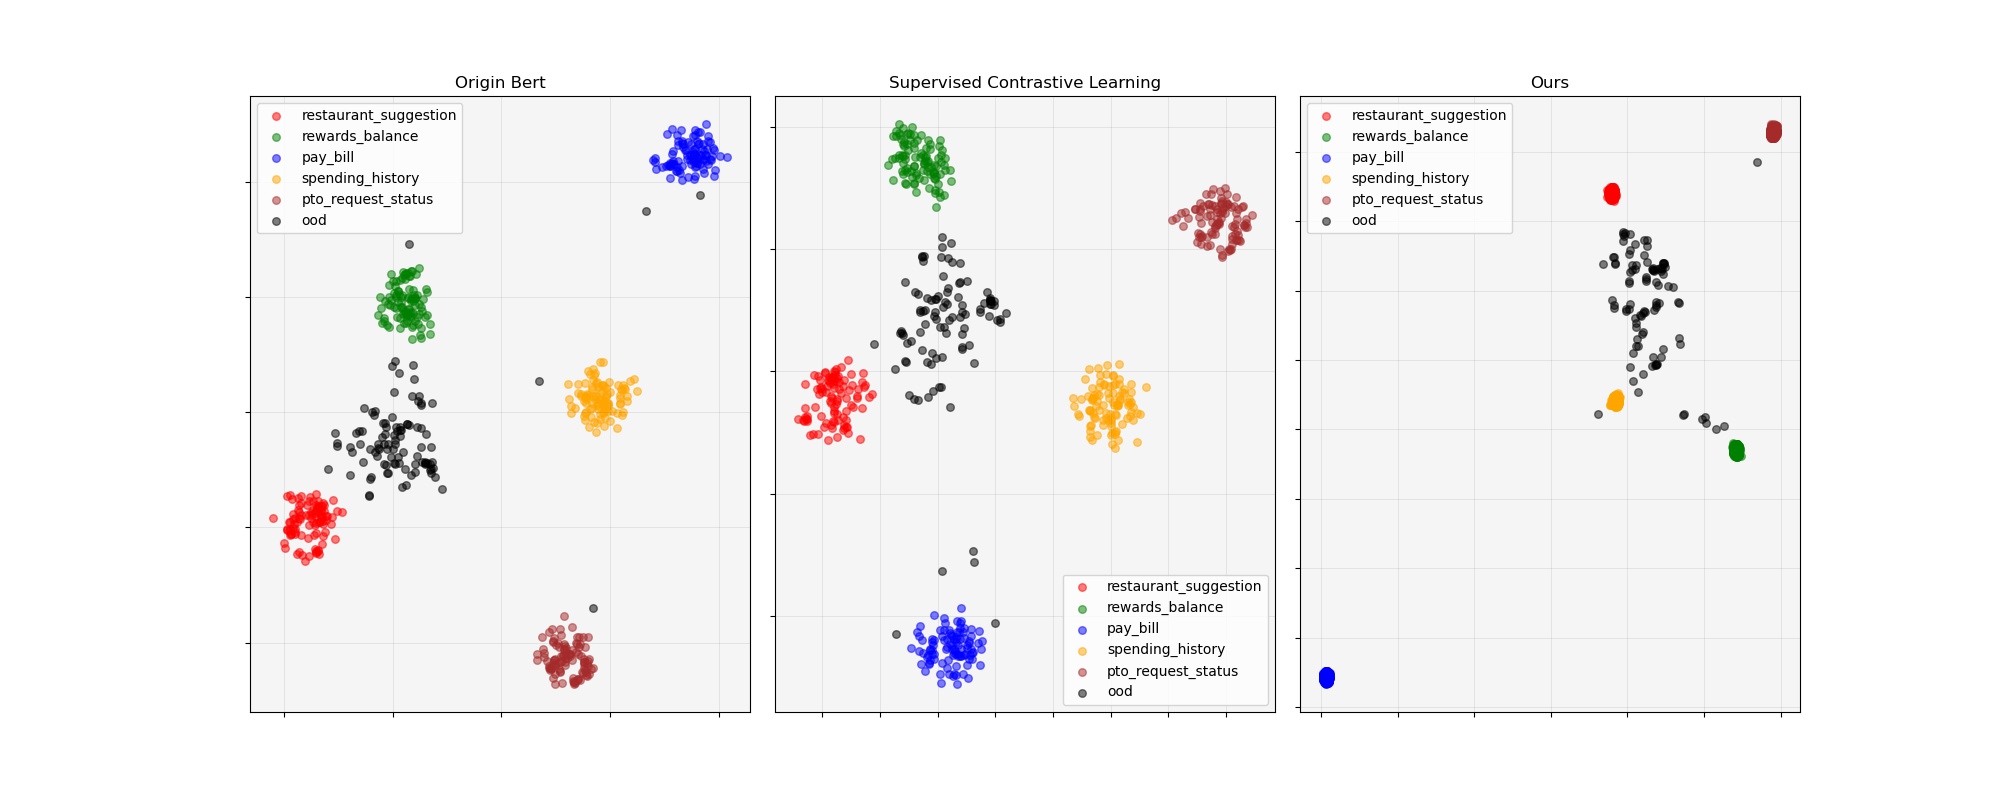 Origin Bert
restaurant_suggestion
rewards_balance
pay_bill
spending_history
pto_request_status
ood
Supervised Contrastive Learning
restaurant_suggestion
rewards_balance
pay_bill
spending_history
pto_request_status
ood
Ours
restaurant_suggestion
rewards_balance
pay_bill
spending_history
pto_request_status
ood